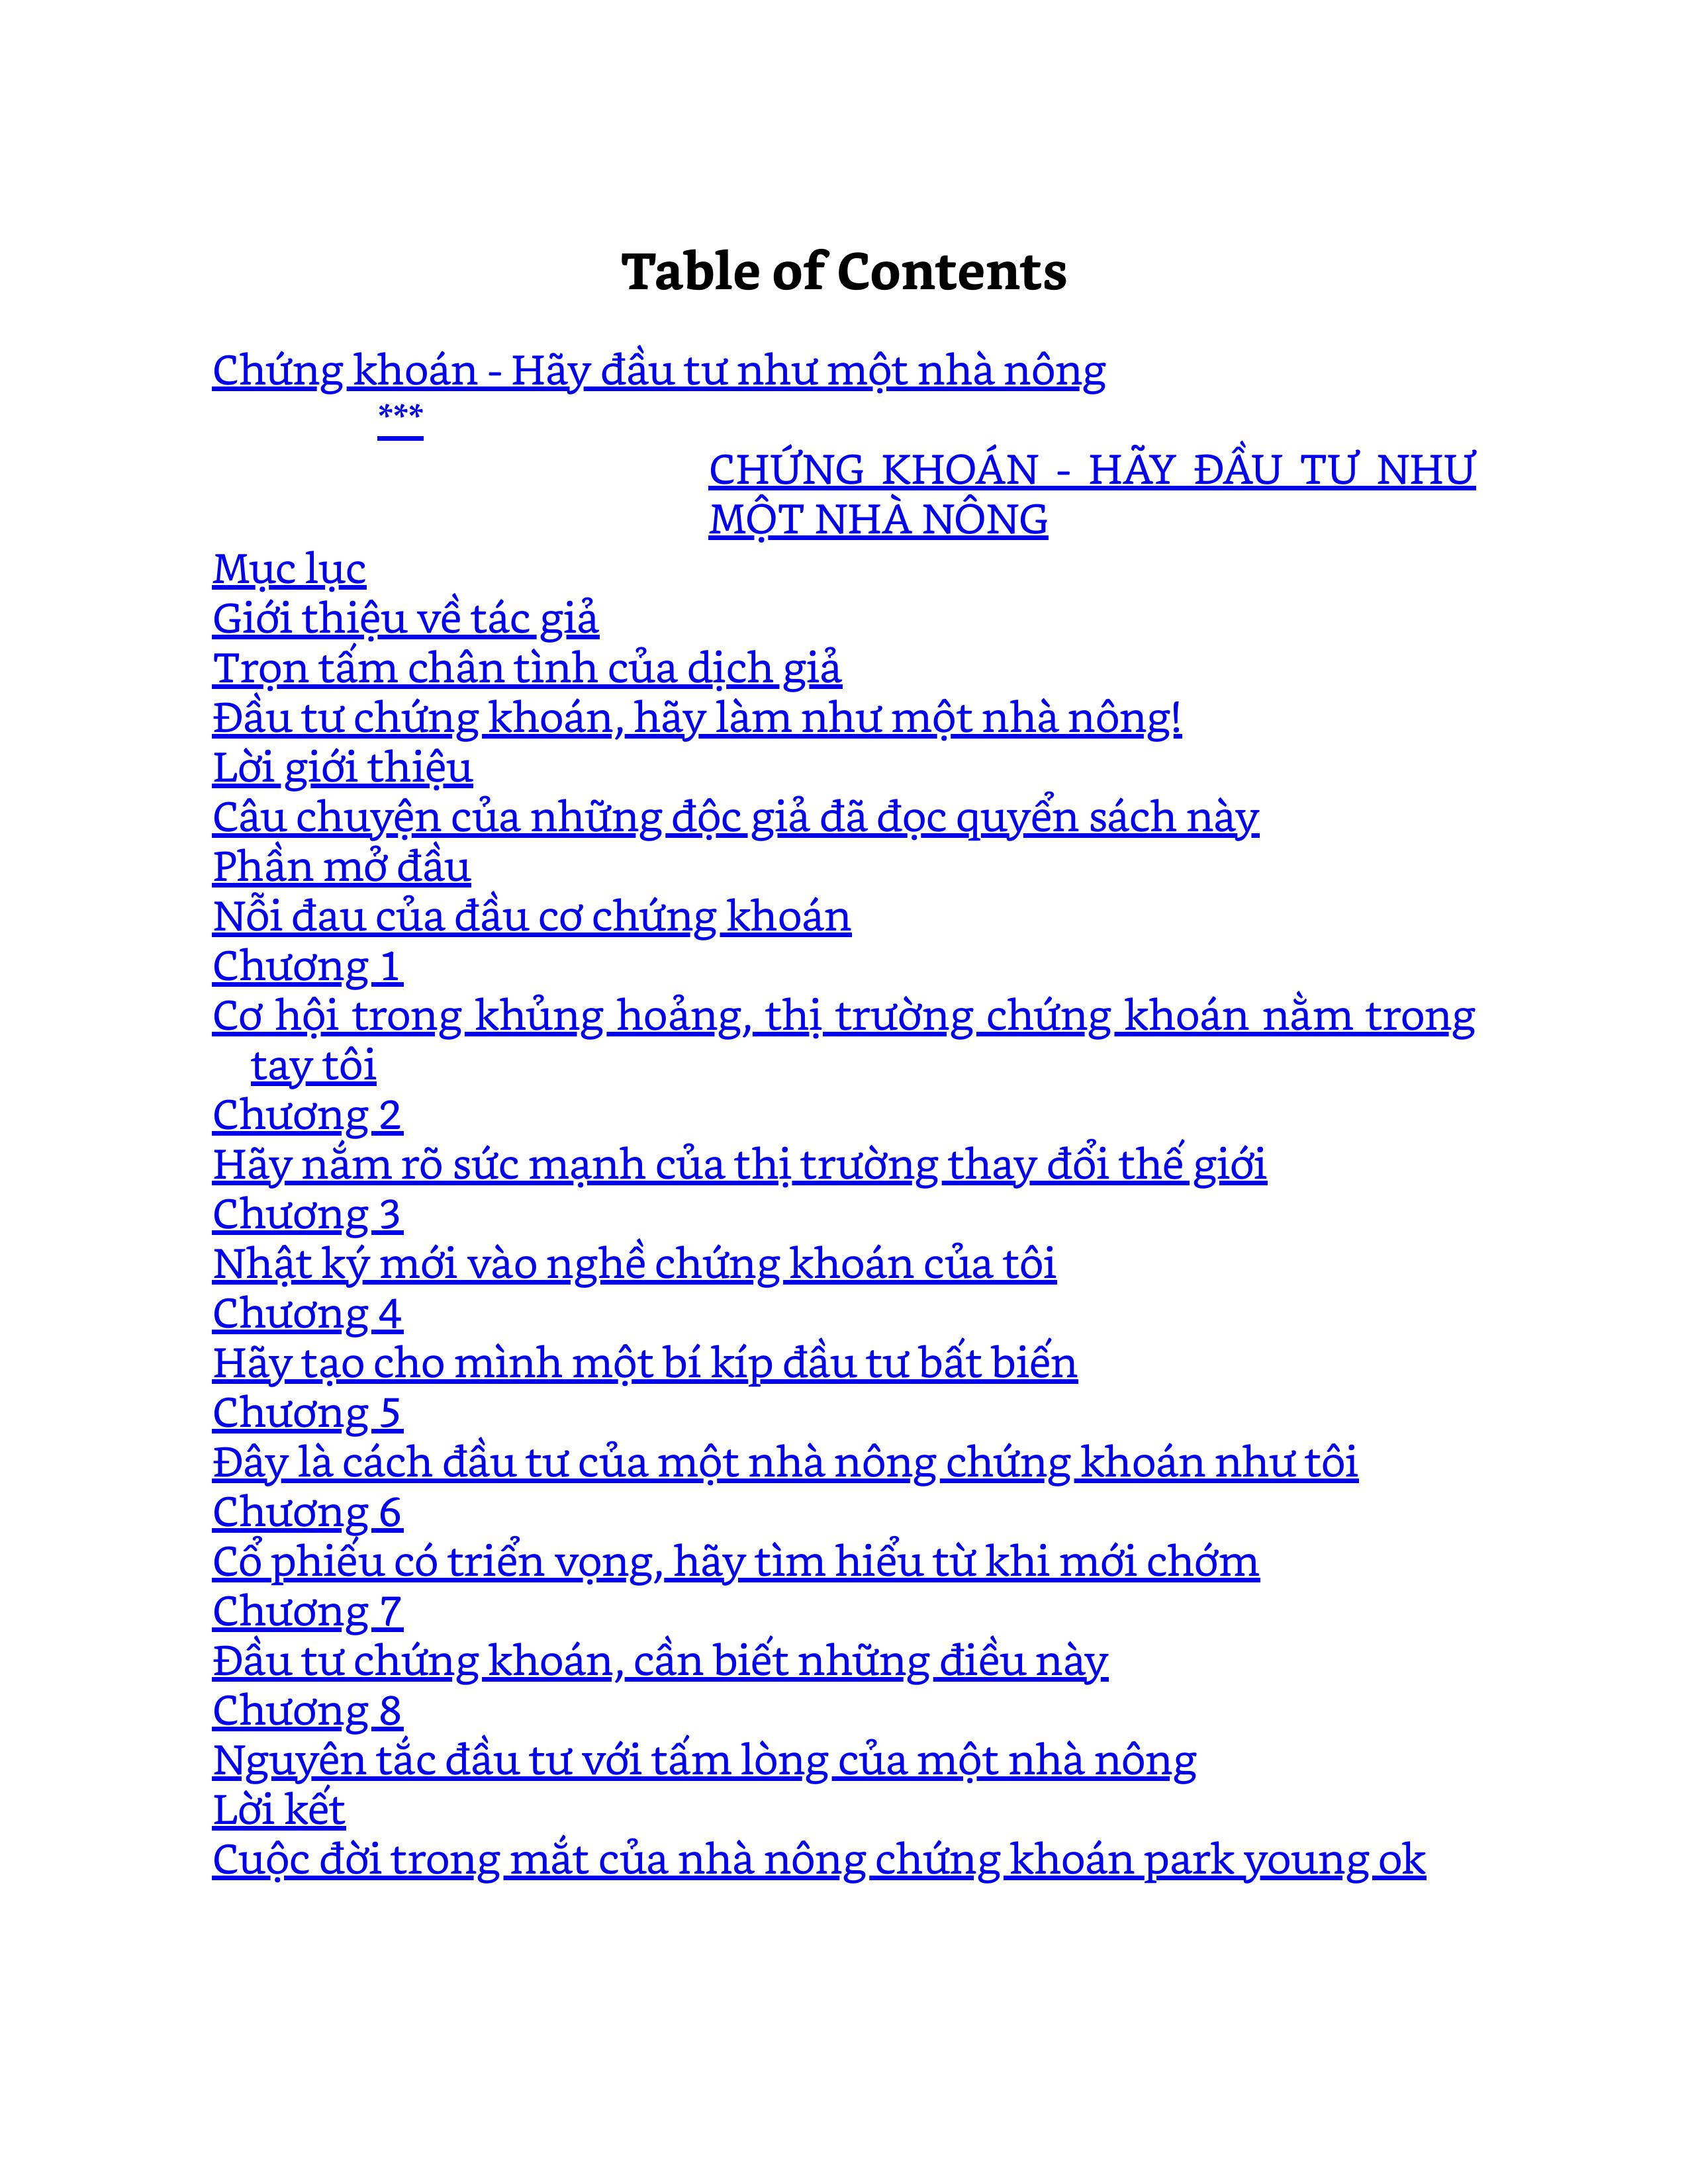 Table of Contents
Chứng khoán - Hãy đầu tư như một nhà nông
***
CHỨNG KHOÁN - HÃY ĐẦU TƯ NHƯ
MỘT NHÀ NÔNG
Mục lục
Giới thiệu về tác giả
Trọn tấm chân tình của dịch giả
Đầu tư chứng khoán, hãy làm như một nhà nông!
Lời giới thiệu
Câu chuyện của những độc giả đã đọc quyển sách này
Phần mở đầu
Nỗi đau của đầu cơ chứng khoán
Chương 1
Cơ hội trong khủng hoảng, thị trường chứng khoán nằm trong
tay tôi
Chương 2
Hãy nắm rõ sức mạnh của thị trường thay đổi thế giới
Chương 3
Nhật ký mới vào nghề chứng khoán của tôi
Chương 4
Hãy tạo cho mình một bí kíp đầu tư bất biến
Chương 5
Đây là cách đầu tư của một nhà nông chứng khoán như tôi
Chương 6
Cổ phiếu có triển vọng, hãy tìm hiểu từ khi mới chớm
Chương 7
Đầu tư chứng khoán, cần biết những điều này
Chương 8
Nguyên tắc đầu tư với tấm lòng của một nhà nông
Lời kết
Cuộc đời trong mắt của nhà nông chứng khoán park young ok